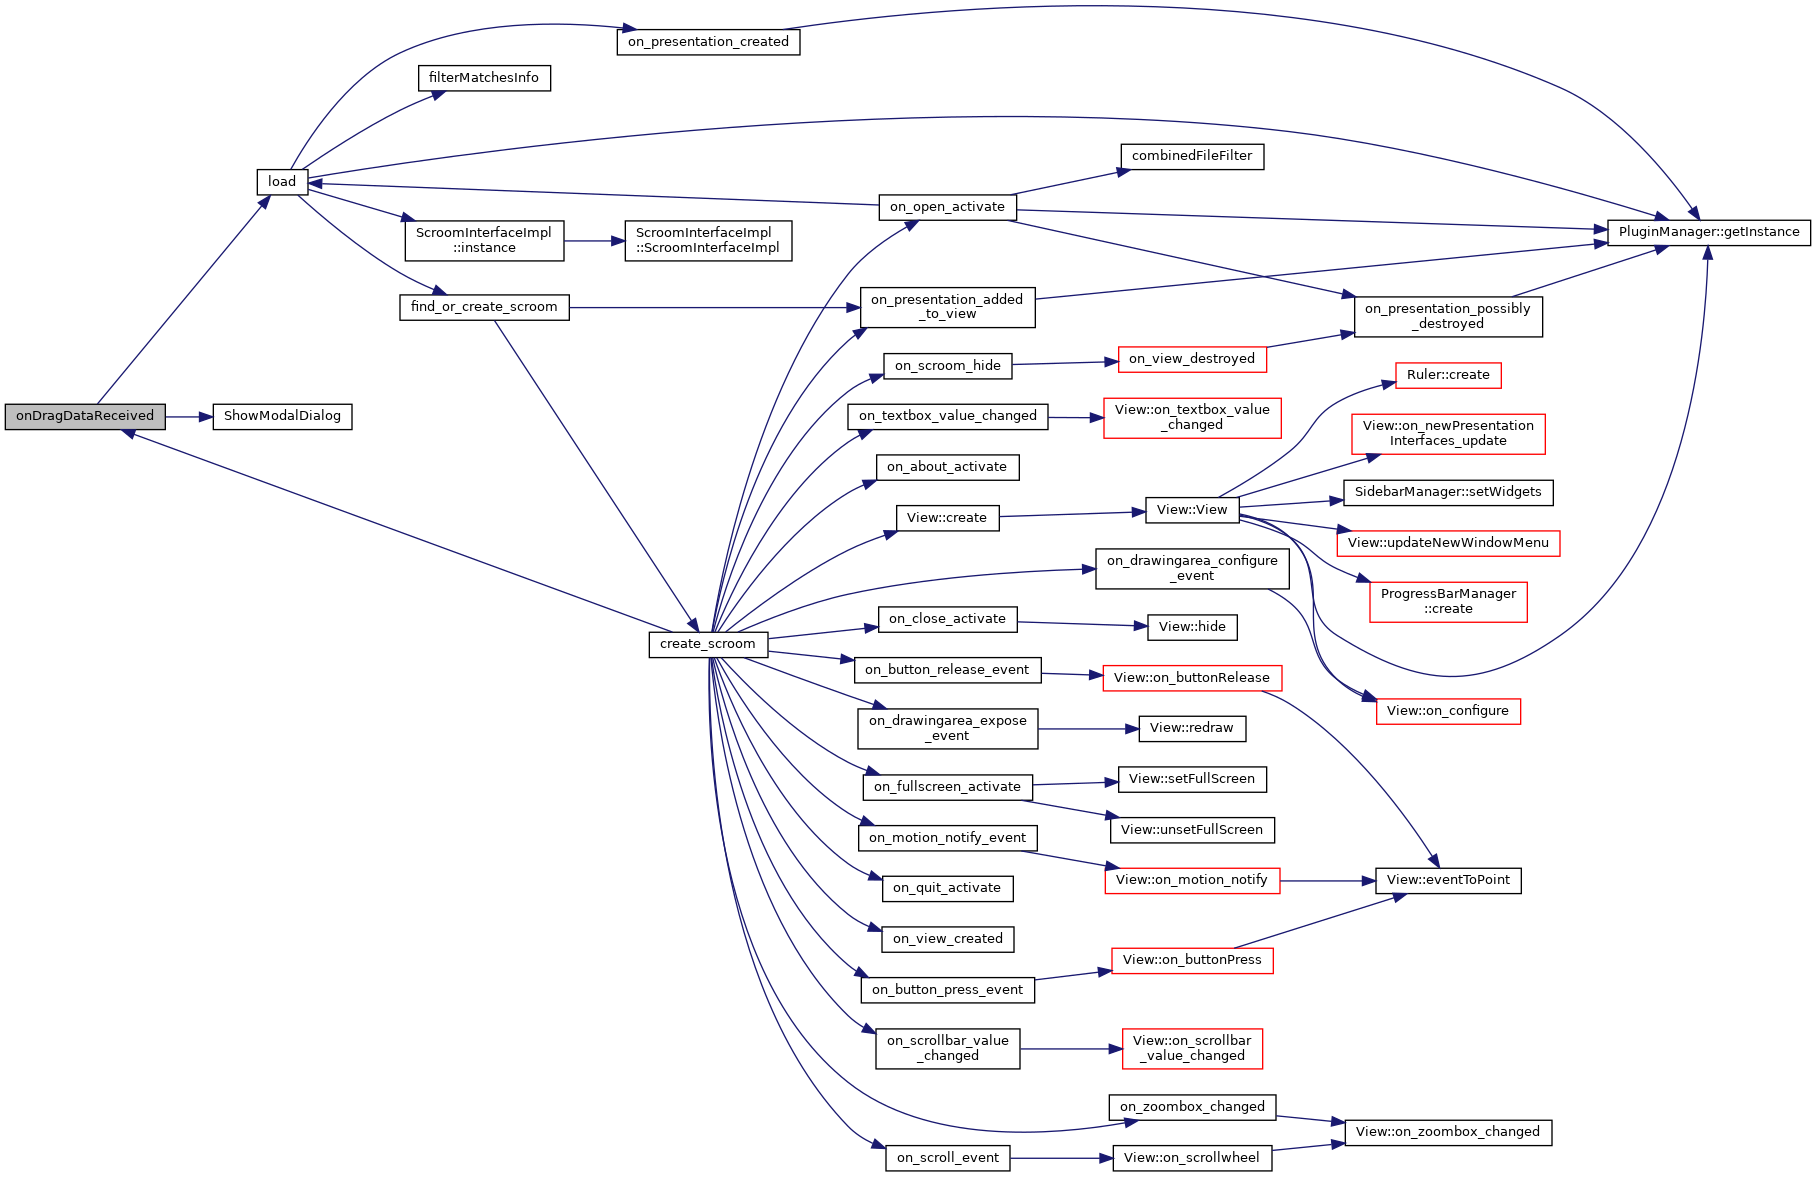 on_presentation_created
filterMatchesInfo
combinedFileFilter
load
on_open_activate
ScroomInterfaceImpl
::instance
ScroomInterfaceImpl
::ScroomInterfaceImpl
PluginManager::getInstance
find_or_create_scroom
on_presentation_added
_to_view
on_presentation_possibly
_destroyed
on_scroom_hide
on_view_destroyed
Ruler::create
onDragDataReceived
ShowModalDialog
on_textbox_value_changed
View::on_textbox_value
_changed
View::on_newPresentation
Interfaces_update
on_about_activate
SidebarManager::setWidgets
View::create
View::View
View::updateNewWindowMenu
on_drawingarea_configure
_event
ProgressBarManager
::create
on_close_activate
View::hide
create_scroom
on_button_release_event
View::on_buttonRelease
View::on_configure
on_drawingarea_expose
_event
View::redraw
on_fullscreen_activate
View::setFullScreen
View::unsetFullScreen
on_motion_notify_event
View::on_motion_notify
View::eventToPoint
on_quit_activate
on_view_created
View::on_buttonPress
on_button_press_event
on_scrollbar_value
_changed
View::on_scrollbar
_value_changed
on_zoombox_changed
View::on_zoombox_changed
on_scroll_event
View::on_scrollwheel